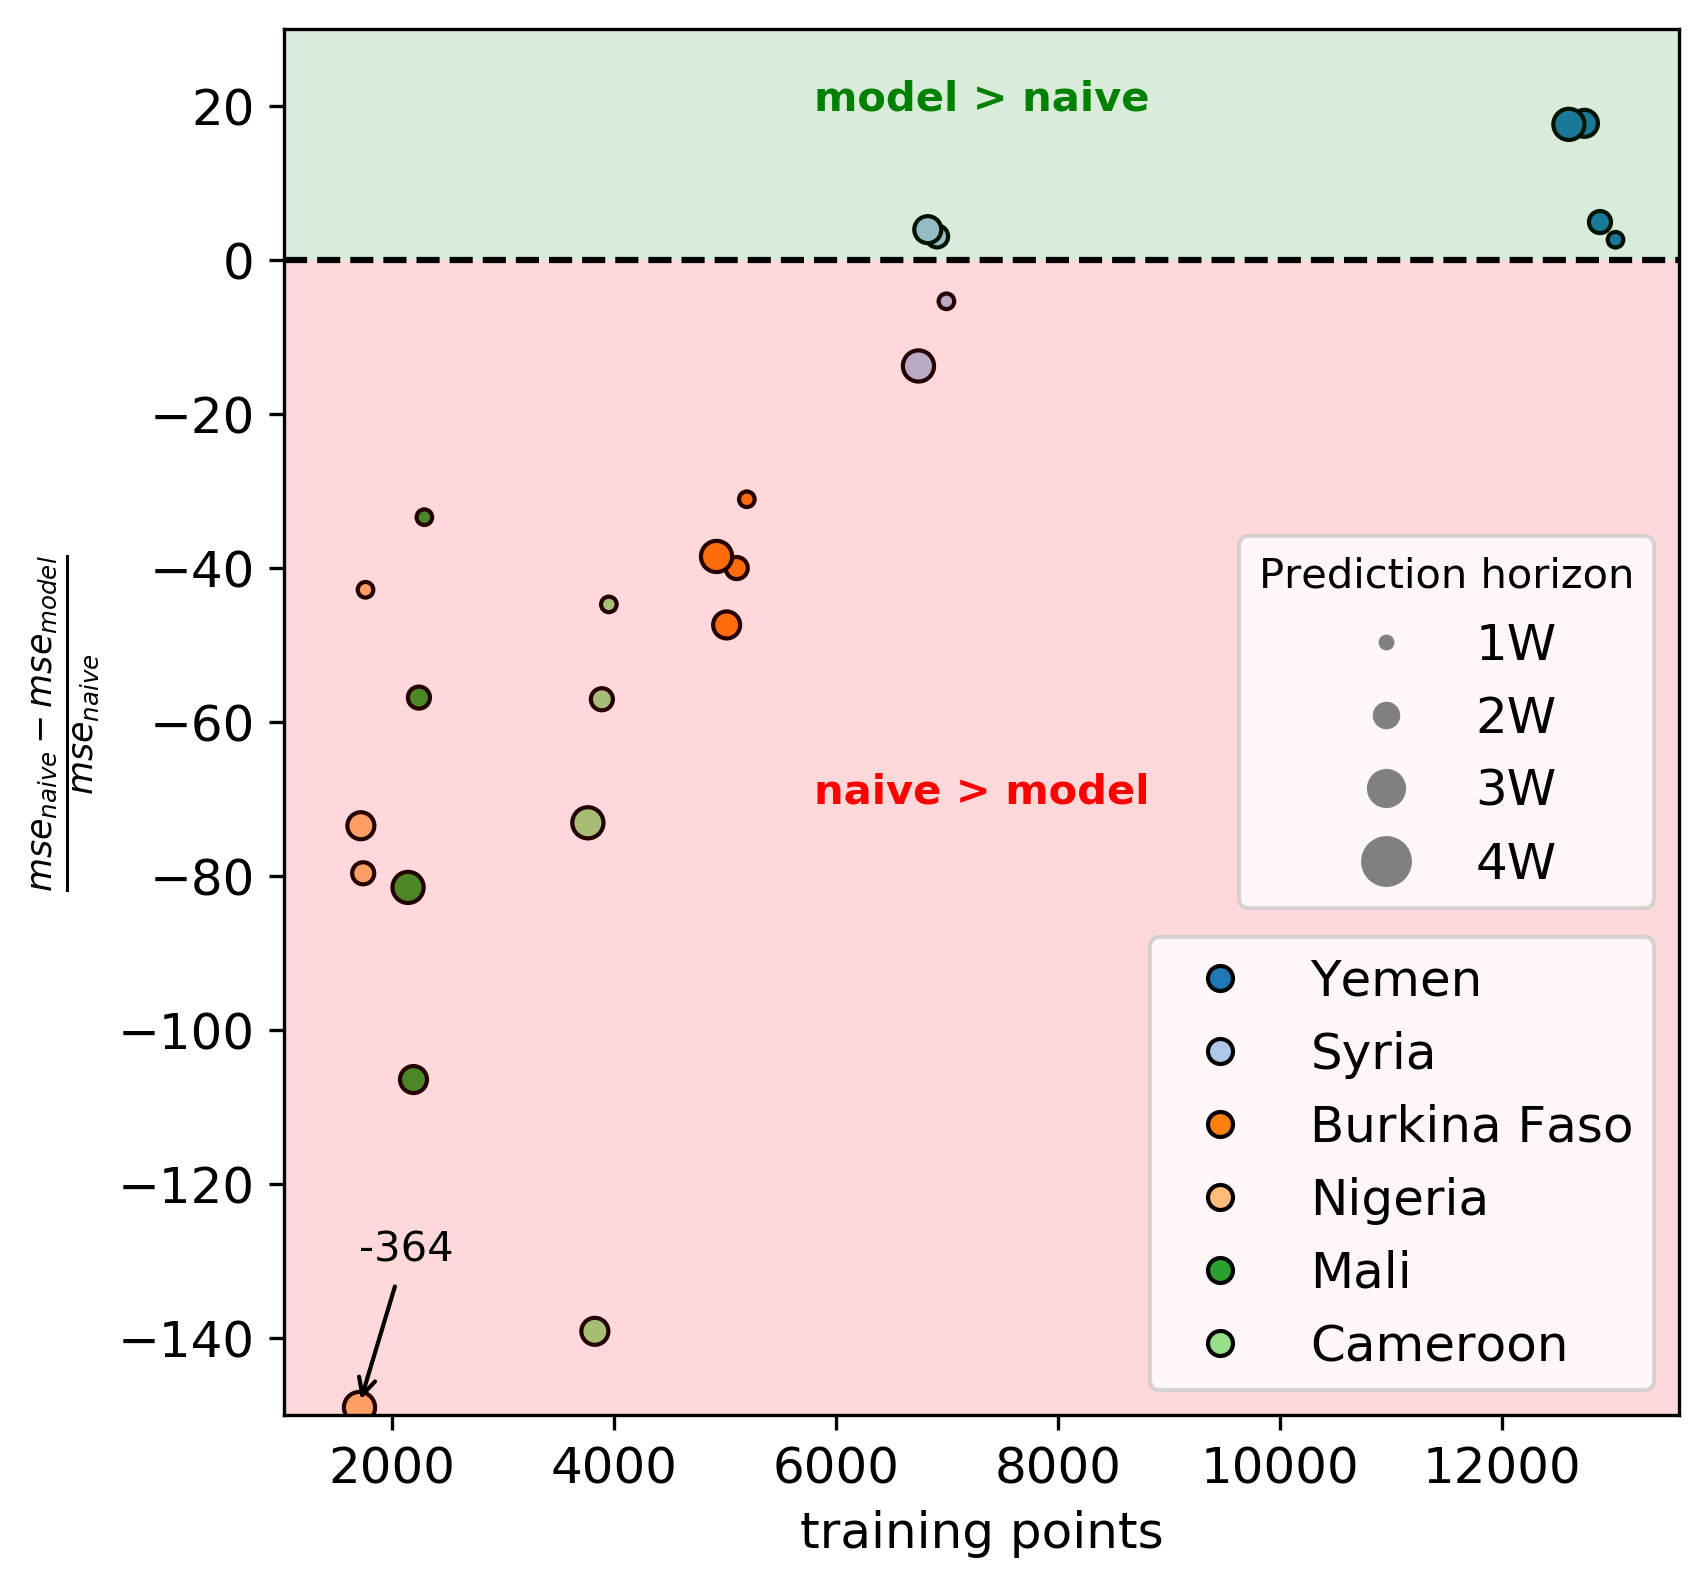 model > naive
naive > model
20
0
−20
−40
−60
−80
−100
−120
−140
mse_naive − mse_model
mse_naive
-364
Prediction horizon
1W
2W
3W
4W
Yemen
Syria
Burkina Faso
Nigeria
Mali
Cameroon
2000 4000 6000 8000 10000 12000
training points